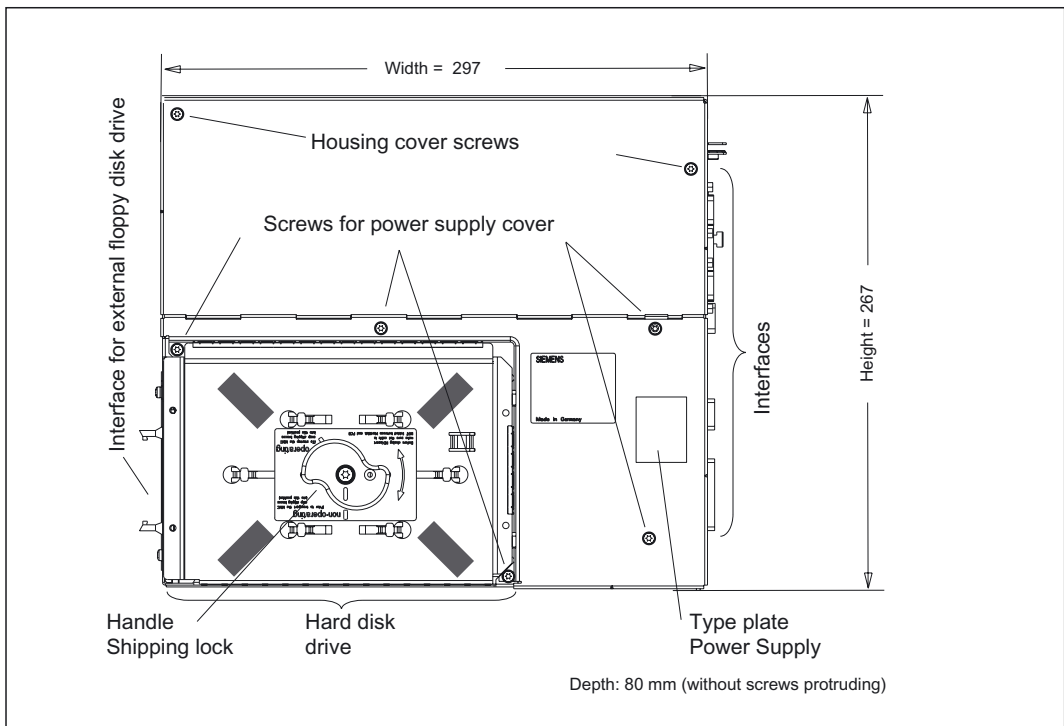 Width = 297
Housing cover screws
Interface for external floppy disk drive
Screws for power supply cover
Height = 267
Interfaces
SIEMENS
Made in Germany
operating
non-operating
Handle
Shipping lock
Hard disk
drive
Type plate
Power Supply
Depth: 80 mm (without screws protruding)